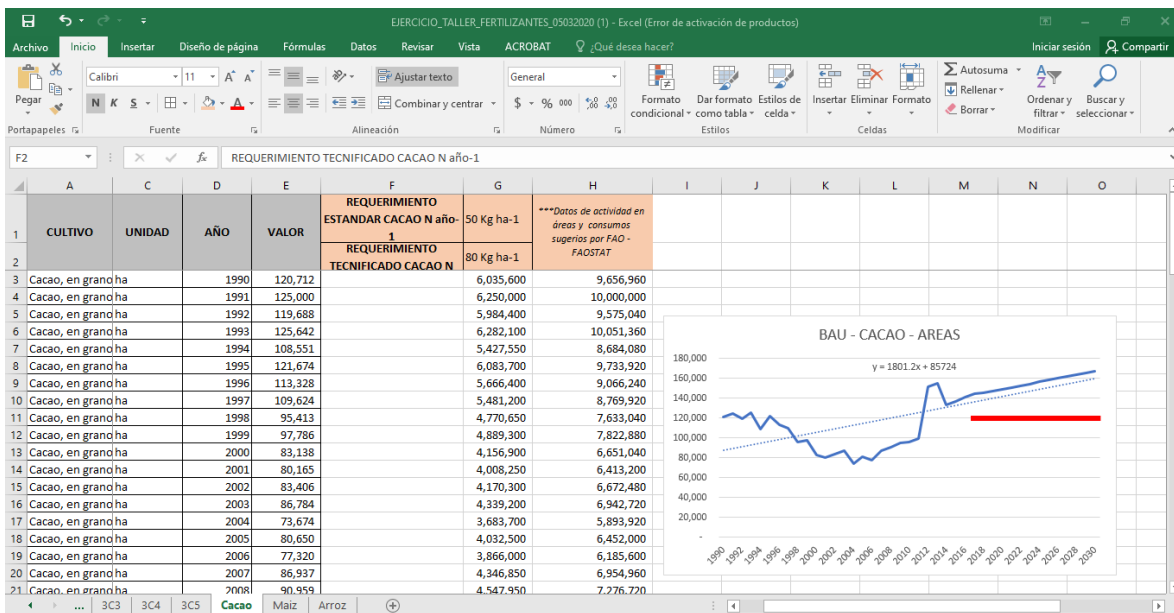 EJERCICIO_TALLER_FERTILIZANTES_05032020 (1) - Excel (Error de activación de productos)
Archivo Inicio Insertar Diseño de página Fórmulas Datos Revisar Vista ACROBAT ¿Qué desea hacer? Iniciar sesión Compartir
Pegar
Calibri 11 A A
N K S A
Ajustar texto
Combinar y centrar
General
$ % 000
Formato condicional
Dar formato como tabla
Estilos de celda
Insertar Eliminar Formato
Autosuma
Rellenar
Borrar
Ordenar y filtrar
Buscar y seleccionar
Portapapeles Fuente Alineación Número Estilos Celdas Modificar
F2 fx REQUERIMIENTO TECNIFICADO CACAO N año-1
A C D E F G H I J K L M N O
1 CULTIVO UNIDAD AÑO VALOR REQUERIMIENTO ESTANDAR CACAO N año-1 50 Kg ha-1 ***Datos de actividad en áreas y consumos sugerios por FAO - FAOSTAT
2 REQUERIMIENTO TECNIFICADO CACAO N 80 Kg ha-1
3 Cacao, en grano ha 1990 120,712 6,035,600 9,656,960
4 Cacao, en grano ha 1991 125,000 6,250,000 10,000,000
5 Cacao, en grano ha 1992 119,688 5,984,400 9,575,040
6 Cacao, en grano ha 1993 125,642 6,282,100 10,051,360
7 Cacao, en grano ha 1994 108,551 5,427,550 8,684,080
8 Cacao, en grano ha 1995 121,674 6,083,700 9,733,920
9 Cacao, en grano ha 1996 113,328 5,666,400 9,066,240
10 Cacao, en grano ha 1997 109,624 5,481,200 8,769,920
11 Cacao, en grano ha 1998 95,413 4,770,650 7,633,040
12 Cacao, en grano ha 1999 97,786 4,889,300 7,822,880
13 Cacao, en grano ha 2000 83,138 4,156,900 6,651,040
14 Cacao, en grano ha 2001 80,165 4,008,250 6,413,200
15 Cacao, en grano ha 2002 83,406 4,170,300 6,672,480
16 Cacao, en grano ha 2003 86,784 4,339,200 6,942,720
17 Cacao, en grano ha 2004 73,674 3,683,700 5,893,920
18 Cacao, en grano ha 2005 80,650 4,032,500 6,452,000
19 Cacao, en grano ha 2006 77,320 3,866,000 6,185,600
20 Cacao, en grano ha 2007 86,937 4,346,850 6,954,960
21 Cacao, en grano ha 2008 90,959 4,547,950 7,276,720
BAU - CACAO - AREAS
y = 1801.2x + 85724
180,000
160,000
140,000
120,000
100,000
80,000
60,000
40,000
20,000
-
1990 1992 1994 1996 1998 2000 2002 2004 2006 2008 2010 2012 2014 2016 2018 2020 2022 2024 2026 2028 2030
... 3C3 3C4 3C5 Cacao Maiz Arroz